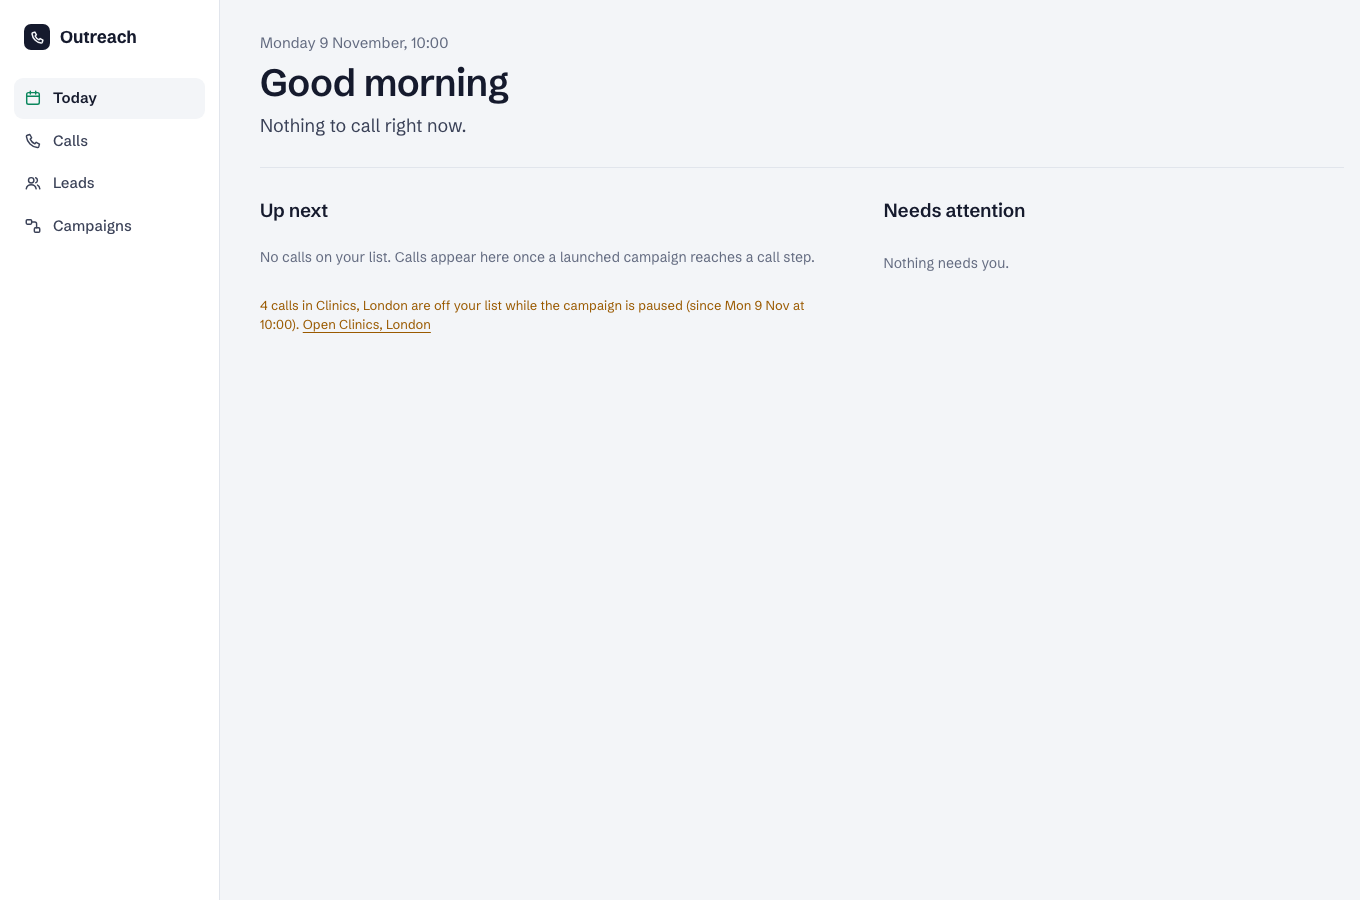 Outreach
Today
Calls
Leads
Campaigns
Monday 9 November, 10:00
Good morning
Nothing to call right now.
Up next
No calls on your list. Calls appear here once a launched campaign reaches a call step.
4 calls in Clinics, London are off your list while the campaign is paused (since Mon 9 Nov at
10:00). Open Clinics, London
Needs attention
Nothing needs you.